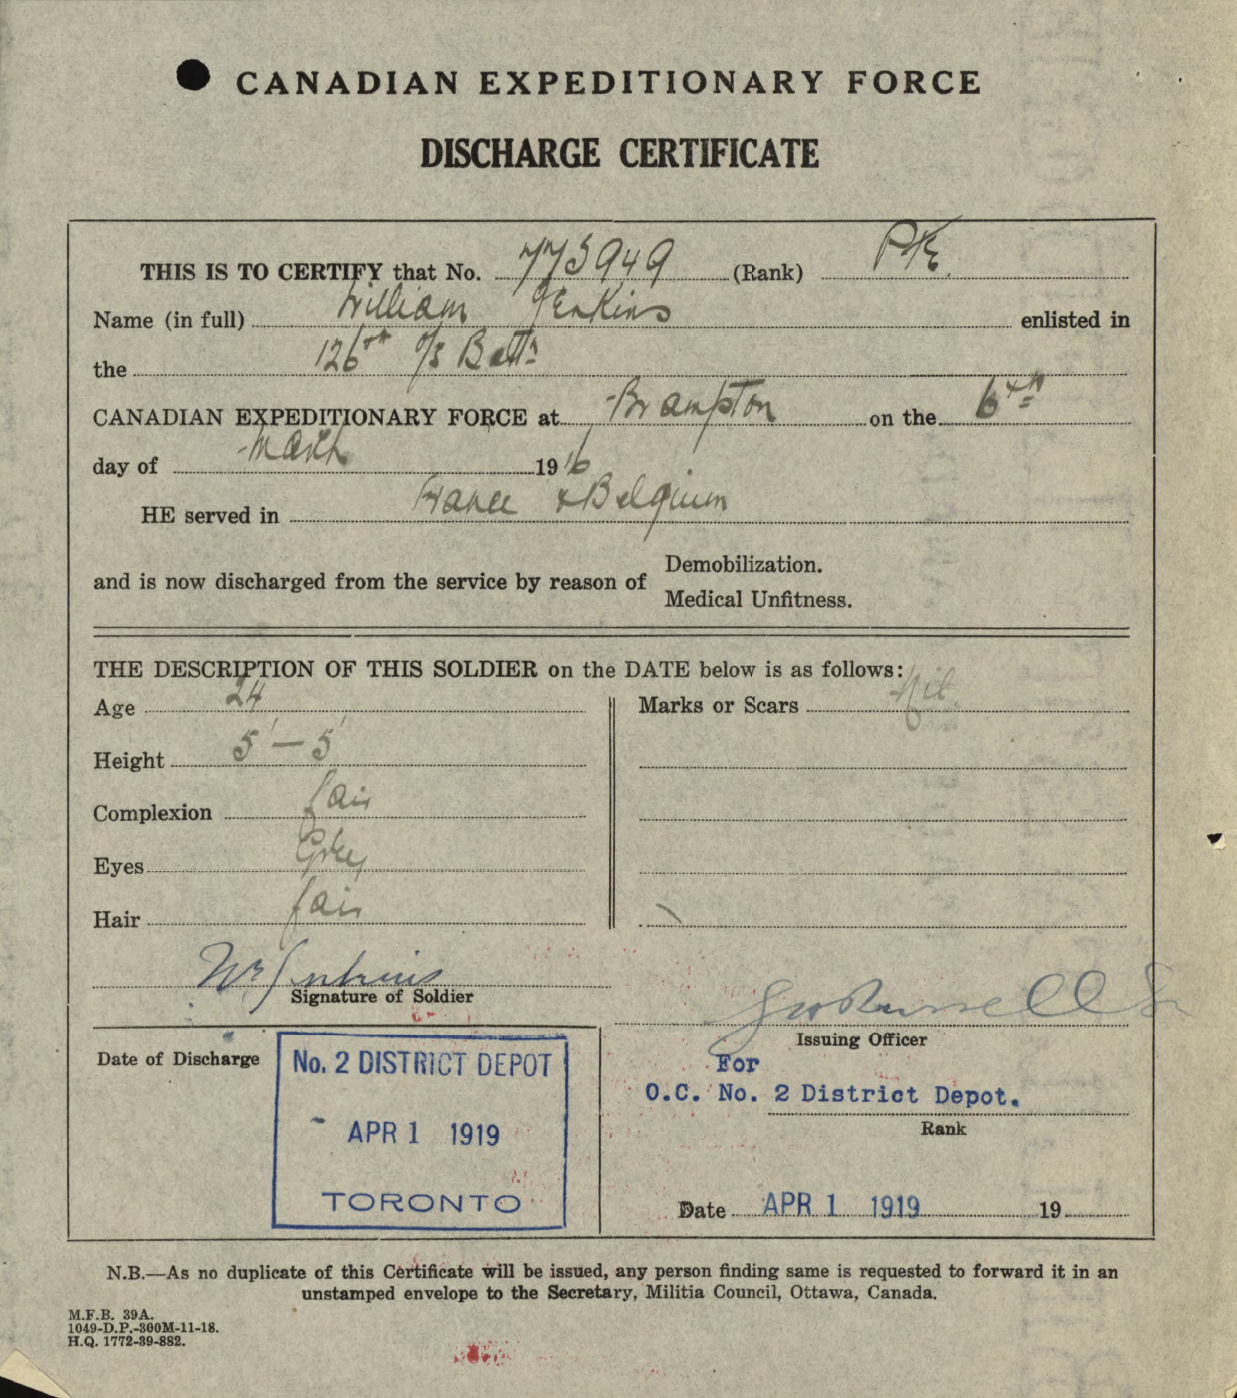 CANADIAN EXPEDITIONARY FORCE
DISCHARGE CERTIFICATE
THIS IS TO CERTIFY that No. 775949 (Rank) Pte.
Name (in full) William Jenkins enlisted in
the 126th o/s Battn
CANADIAN EXPEDITIONARY FORCE at Brampton on the 6th
day of March 1916
HE served in France & Belgium
and is now discharged from the service by reason of Demobilization.
Medical Unfitness.
THE DESCRIPTION OF THIS SOLDIER on the DATE below is as follows:
Age 24
Marks or Scars Nil.
Height 5' — 5'
Complexion fair
Eyes Grey
Hair fair
Wm Jenkins
Signature of Soldier
Issuing Officer
For
O.C. No. 2 District Depot.
Rank
Date of Discharge
No. 2 DISTRICT DEPOT
APR 1 1919
TORONTO
Date APR 1 1919 19
N.B.—As no duplicate of this Certificate will be issued, any person finding same is requested to forward it in an
unstamped envelope to the Secretary, Militia Council, Ottawa, Canada.
M.F.B. 39A.
1049-D.P.-300M-11-18.
H.Q. 1772-39-882.